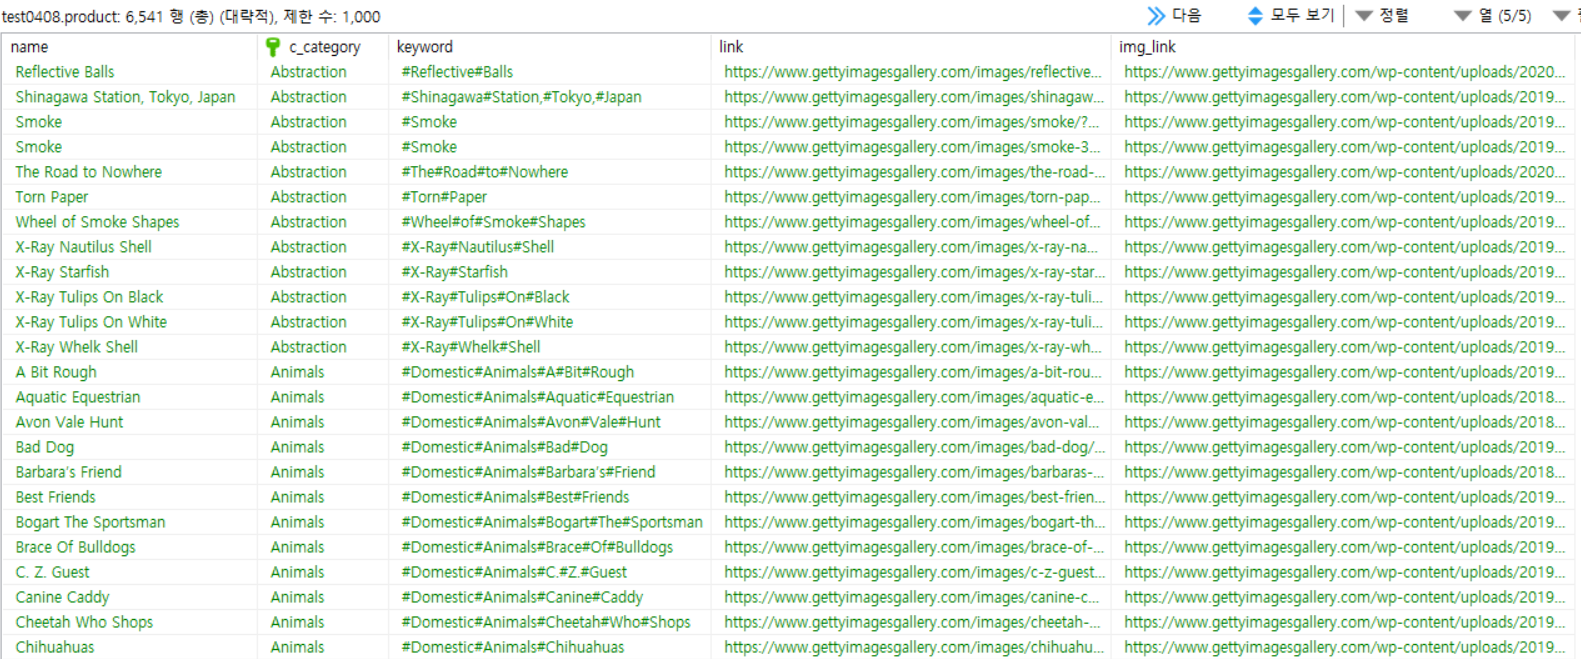 test0408.product: 6,541 행 (총) (대략적), 제한 수: 1,000 다음 모두 보기 정렬 열 (5/5)
name c_category keyword link img_link
Reflective Balls Abstraction #Reflective#Balls https://www.gettyimagesgallery.com/images/reflective... https://www.gettyimagesgallery.com/wp-content/uploads/2020...
Shinagawa Station, Tokyo, Japan Abstraction #Shinagawa#Station,#Tokyo,#Japan https://www.gettyimagesgallery.com/images/shinagaw... https://www.gettyimagesgallery.com/wp-content/uploads/2019...
Smoke Abstraction #Smoke https://www.gettyimagesgallery.com/images/smoke/?... https://www.gettyimagesgallery.com/wp-content/uploads/2019...
Smoke Abstraction #Smoke https://www.gettyimagesgallery.com/images/smoke-3... https://www.gettyimagesgallery.com/wp-content/uploads/2019...
The Road to Nowhere Abstraction #The#Road#to#Nowhere https://www.gettyimagesgallery.com/images/the-road-... https://www.gettyimagesgallery.com/wp-content/uploads/2020...
Torn Paper Abstraction #Torn#Paper https://www.gettyimagesgallery.com/images/torn-pap... https://www.gettyimagesgallery.com/wp-content/uploads/2019...
Wheel of Smoke Shapes Abstraction #Wheel#of#Smoke#Shapes https://www.gettyimagesgallery.com/images/wheel-of... https://www.gettyimagesgallery.com/wp-content/uploads/2019...
X-Ray Nautilus Shell Abstraction #X-Ray#Nautilus#Shell https://www.gettyimagesgallery.com/images/x-ray-na... https://www.gettyimagesgallery.com/wp-content/uploads/2019...
X-Ray Starfish Abstraction #X-Ray#Starfish https://www.gettyimagesgallery.com/images/x-ray-star... https://www.gettyimagesgallery.com/wp-content/uploads/2019...
X-Ray Tulips On Black Abstraction #X-Ray#Tulips#On#Black https://www.gettyimagesgallery.com/images/x-ray-tuli... https://www.gettyimagesgallery.com/wp-content/uploads/2019...
X-Ray Tulips On White Abstraction #X-Ray#Tulips#On#White https://www.gettyimagesgallery.com/images/x-ray-tuli... https://www.gettyimagesgallery.com/wp-content/uploads/2019...
X-Ray Whelk Shell Abstraction #X-Ray#Whelk#Shell https://www.gettyimagesgallery.com/images/x-ray-wh... https://www.gettyimagesgallery.com/wp-content/uploads/2019...
A Bit Rough Animals #Domestic#Animals#A#Bit#Rough https://www.gettyimagesgallery.com/images/a-bit-rou... https://www.gettyimagesgallery.com/wp-content/uploads/2019...
Aquatic Equestrian Animals #Domestic#Animals#Aquatic#Equestrian https://www.gettyimagesgallery.com/images/aquatic-e... https://www.gettyimagesgallery.com/wp-content/uploads/2018...
Avon Vale Hunt Animals #Domestic#Animals#Avon#Vale#Hunt https://www.gettyimagesgallery.com/images/avon-val... https://www.gettyimagesgallery.com/wp-content/uploads/2018...
Bad Dog Animals #Domestic#Animals#Bad#Dog https://www.gettyimagesgallery.com/images/bad-dog/... https://www.gettyimagesgallery.com/wp-content/uploads/2019...
Barbara's Friend Animals #Domestic#Animals#Barbara's#Friend https://www.gettyimagesgallery.com/images/barbaras-... https://www.gettyimagesgallery.com/wp-content/uploads/2018...
Best Friends Animals #Domestic#Animals#Best#Friends https://www.gettyimagesgallery.com/images/best-frien... https://www.gettyimagesgallery.com/wp-content/uploads/2019...
Bogart The Sportsman Animals #Domestic#Animals#Bogart#The#Sportsman https://www.gettyimagesgallery.com/images/bogart-th... https://www.gettyimagesgallery.com/wp-content/uploads/2019...
Brace Of Bulldogs Animals #Domestic#Animals#Brace#Of#Bulldogs https://www.gettyimagesgallery.com/images/brace-of-... https://www.gettyimagesgallery.com/wp-content/uploads/2019...
C. Z. Guest Animals #Domestic#Animals#C.#Z.#Guest https://www.gettyimagesgallery.com/images/c-z-guest... https://www.gettyimagesgallery.com/wp-content/uploads/2019...
Canine Caddy Animals #Domestic#Animals#Canine#Caddy https://www.gettyimagesgallery.com/images/canine-c... https://www.gettyimagesgallery.com/wp-content/uploads/2019...
Cheetah Who Shops Animals #Domestic#Animals#Cheetah#Who#Shops https://www.gettyimagesgallery.com/images/cheetah-... https://www.gettyimagesgallery.com/wp-content/uploads/2019...
Chihuahuas Animals #Domestic#Animals#Chihuahuas https://www.gettyimagesgallery.com/images/chihuahu... https://www.gettyimagesgallery.com/wp-content/uploads/2019...